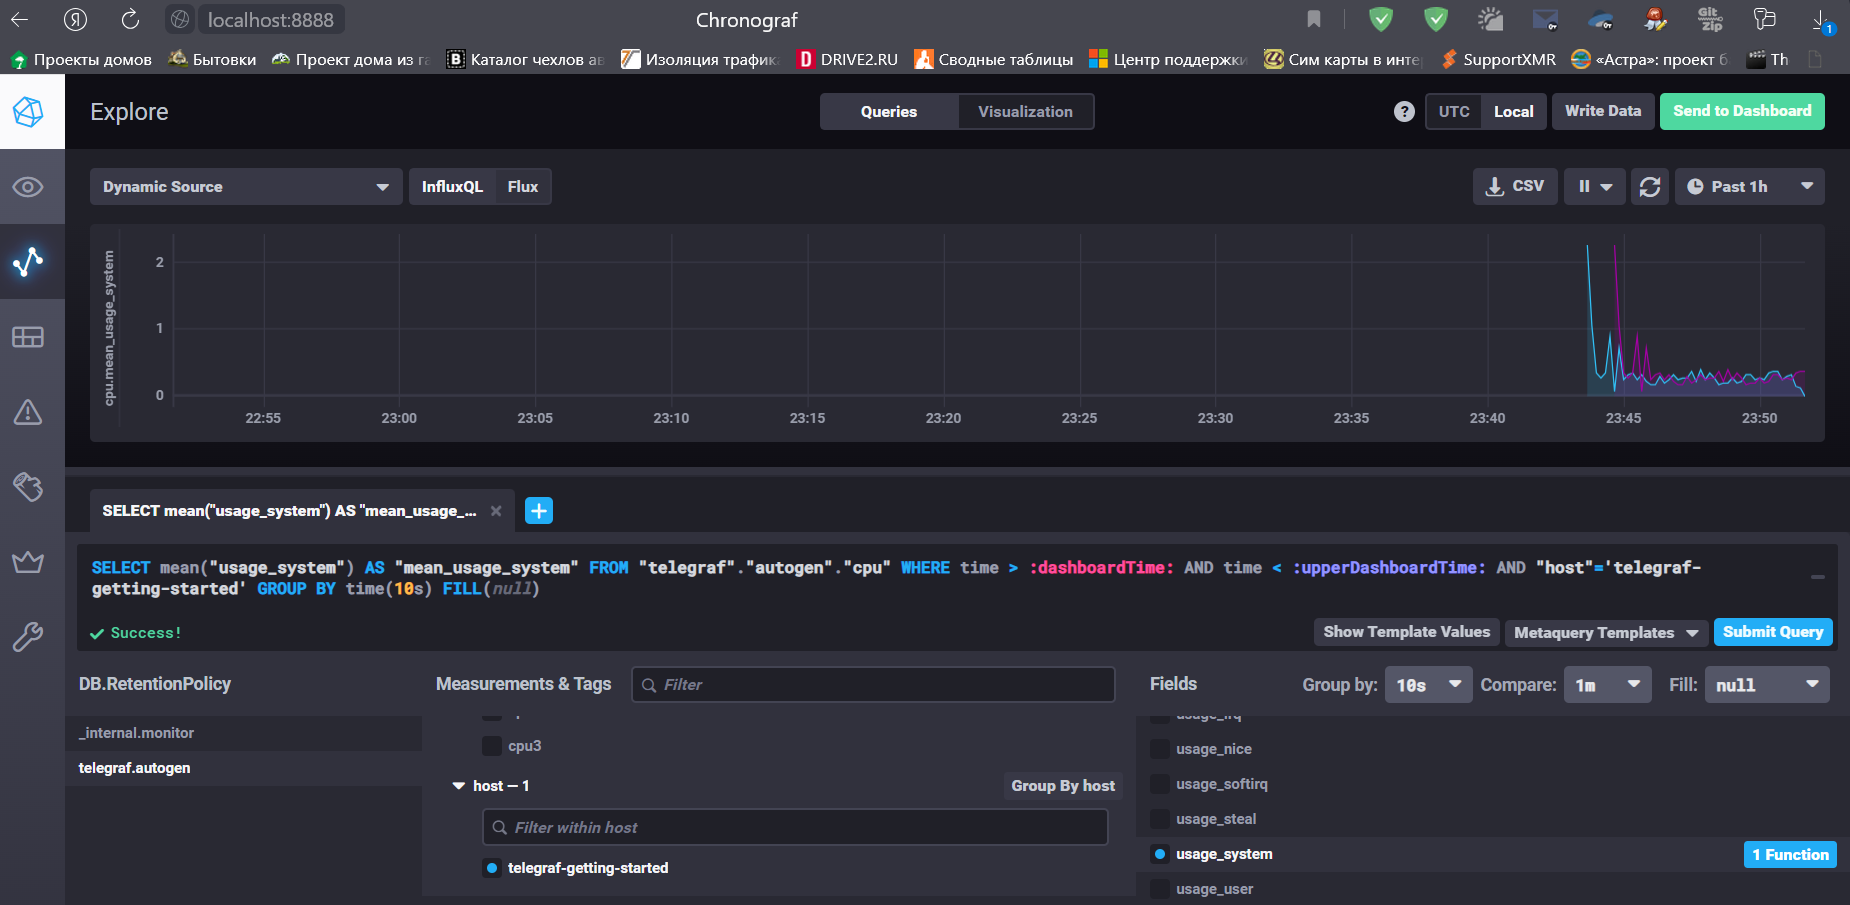 localhost:8888
Chronograf
Git Zip
1
Проекты домов
Бытовки
Проект дома из га
Каталог чехлов ав
Изоляция трафика
DRIVE2.RU
Сводные таблицы
Центр поддержки
Сим карты в инте
SupportXMR
«Астра»: проект б
Th
Explore
Queries
Visualization
?
UTC
Local
Write Data
Send to Dashboard
Dynamic Source
InfluxQL
Flux
CSV
Past 1h
cpu.mean_usage_system
2
1
0
22:55 23:00 23:05 23:10 23:15 23:20 23:25 23:30 23:35 23:40 23:45 23:50
SELECT mean("usage_system") AS "mean_usage_...
SELECT mean("usage_system") AS "mean_usage_system" FROM "telegraf"."autogen"."cpu" WHERE time > :dashboardTime: AND time < :upperDashboardTime: AND "host"='telegraf-
getting-started' GROUP BY time(10s) FILL(null)
Success!
Show Template Values
Metaquery Templates
Submit Query
DB.RetentionPolicy
Measurements & Tags
Filter
Fields
Group by: 10s
Compare: 1m
Fill: null
_internal.monitor
telegraf.autogen
cpu3
host – 1
Group By host
Filter within host
telegraf-getting-started
usage_irq
usage_nice
usage_softirq
usage_steal
usage_system
1 Function
usage_user